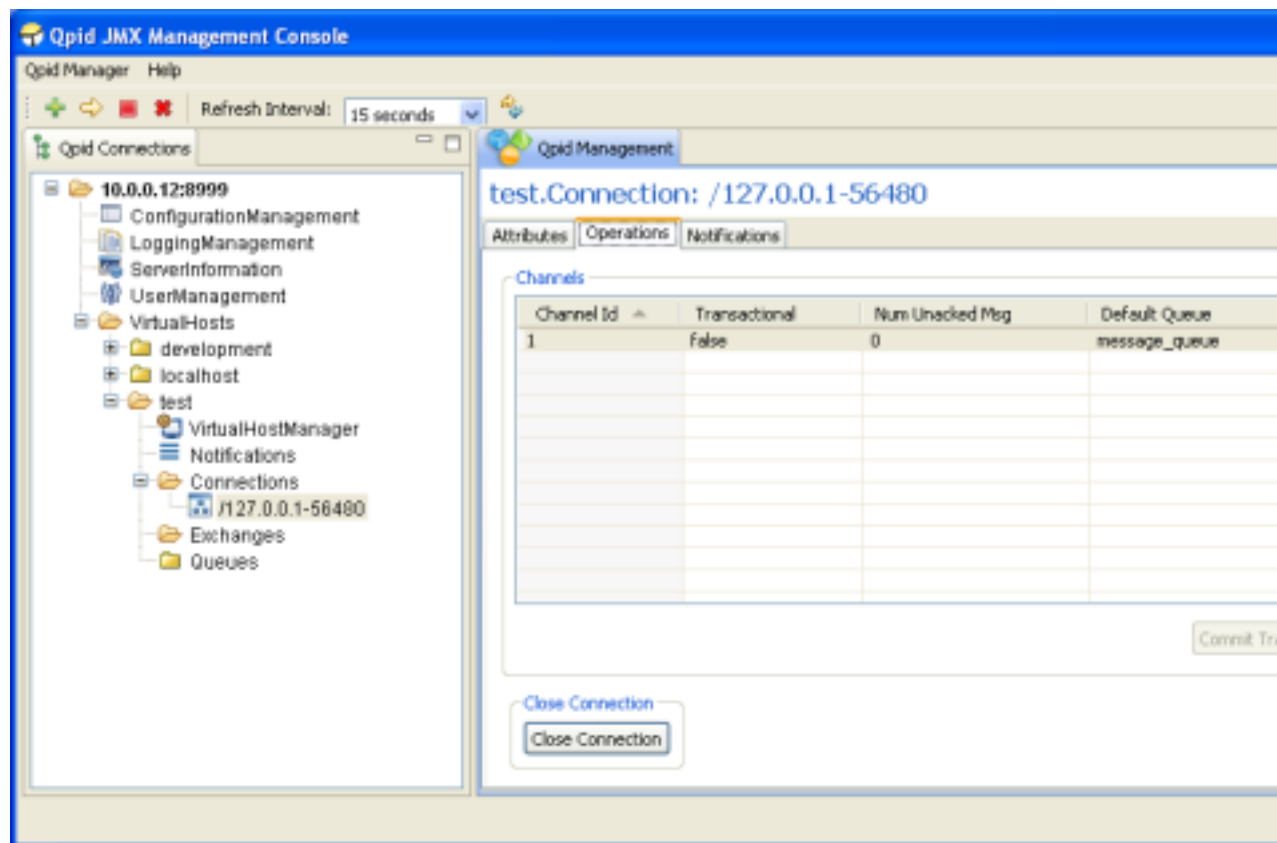 Qpid JMX Management Console
Qpid Manager Help
Refresh Interval: 15 seconds
Qpid Connections
10.0.0.12:8999
ConfigurationManagement
LoggingManagement
ServerInformation
UserManagement
VirtualHosts
development
localhost
test
VirtualHostManager
Notifications
Connections
/127.0.0.1-56480
Exchanges
Queues
Qpid Management
test.Connection: /127.0.0.1-56480
Attributes Operations Notifications
Channels
Channel Id Transactional Num Unacked Msg Default Queue
1 false 0 message_queue
Commit Tra
Close Connection
Close Connection